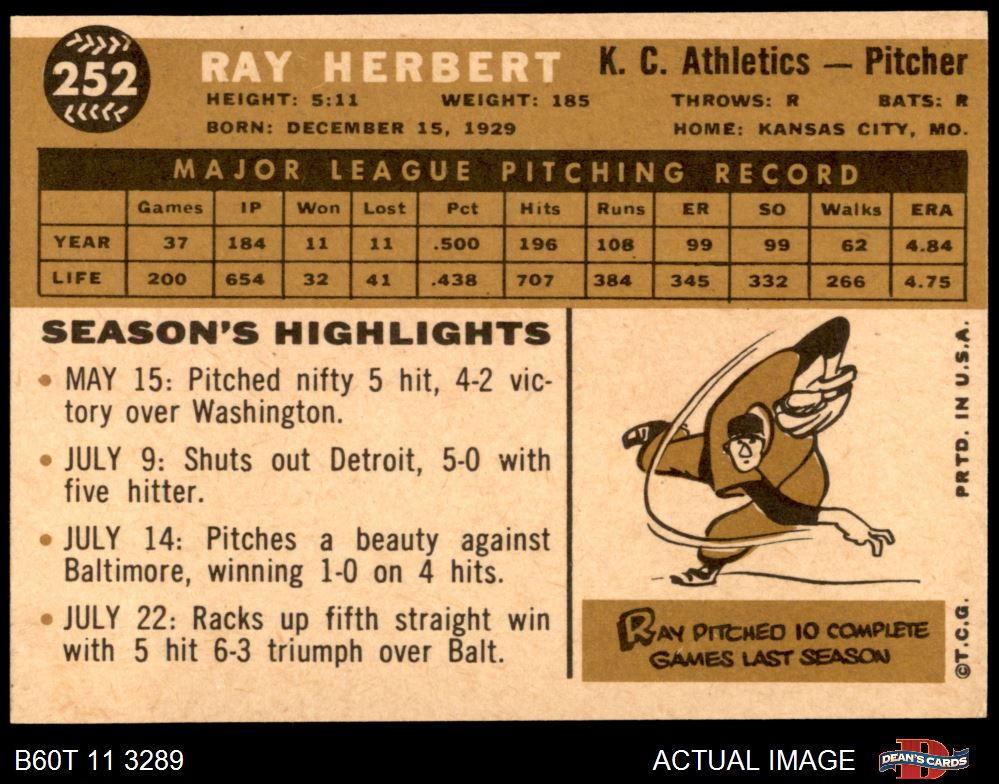 252
RAY HERBERT
K. C. Athletics — Pitcher
HEIGHT: 5:11 WEIGHT: 185 THROWS: R BATS: R
BORN: DECEMBER 15, 1929 HOME: KANSAS CITY, MO.
MAJOR LEAGUE PITCHING RECORD
Games IP Won Lost Pct Hits Runs ER SO Walks ERA
YEAR 37 184 11 11 .500 196 108 99 99 62 4.84
LIFE 200 654 32 41 .438 707 384 345 332 266 4.75
SEASON'S HIGHLIGHTS
• MAY 15: Pitched nifty 5 hit, 4-2 vic-
tory over Washington.
• JULY 9: Shuts out Detroit, 5-0 with
five hitter.
• JULY 14: Pitches a beauty against
Baltimore, winning 1-0 on 4 hits.
• JULY 22: Racks up fifth straight win
with 5 hit 6-3 triumph over Balt.
RAY PITCHED 10 COMPLETE
GAMES LAST SEASON
PRTD. IN U.S.A.
©T.C.G.
B60T 11 3289
ACTUAL IMAGE
DEAN'S CARDS